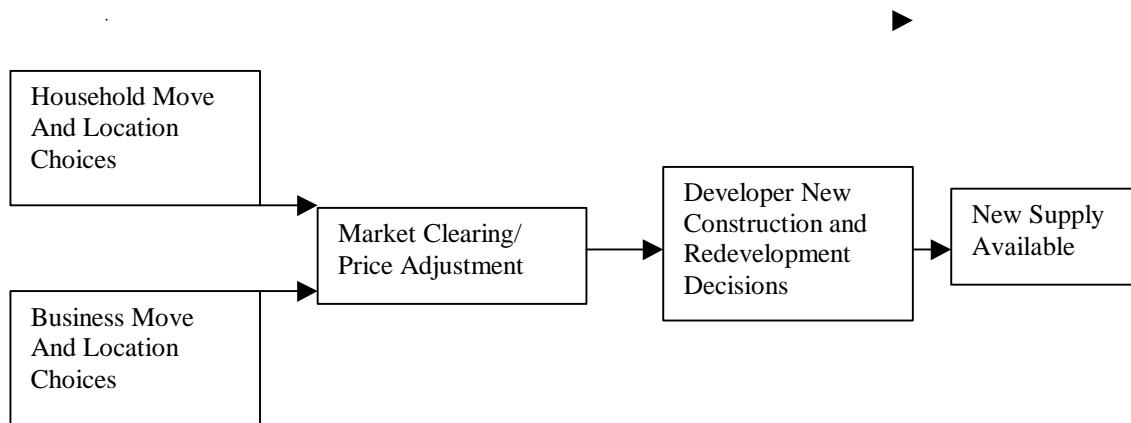 Household Move
And Location
Choices
Business Move
And Location
Choices
Market Clearing/
Price Adjustment
Developer New
Construction and
Redevelopment
Decisions
New Supply
Available